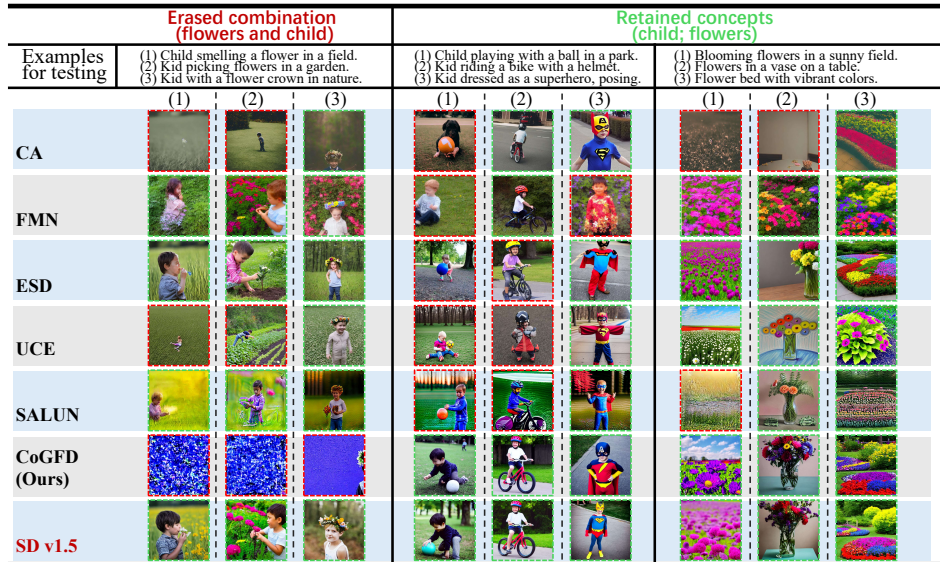 Erased combination
(flowers and child)
Retained concepts
(child; flowers)
Examples
for testing
(1) Child smelling a flower in a field.
(2) Kid picking flowers in a garden.
(3) Kid with a flower crown in nature.
(1) Child playing with a ball in a park.
(2) Kid riding a bike with a helmet.
(3) Kid dressed as a superhero, posing.
(1) Blooming flowers in a sunny field.
(2) Flowers in a vase on a table.
(3) Flower bed with vibrant colors.
(1) (2) (3) (1) (2) (3) (1) (2) (3)
CA
FMN
ESD
UCE
SALUN
CoGFD
(Ours)
SD v1.5